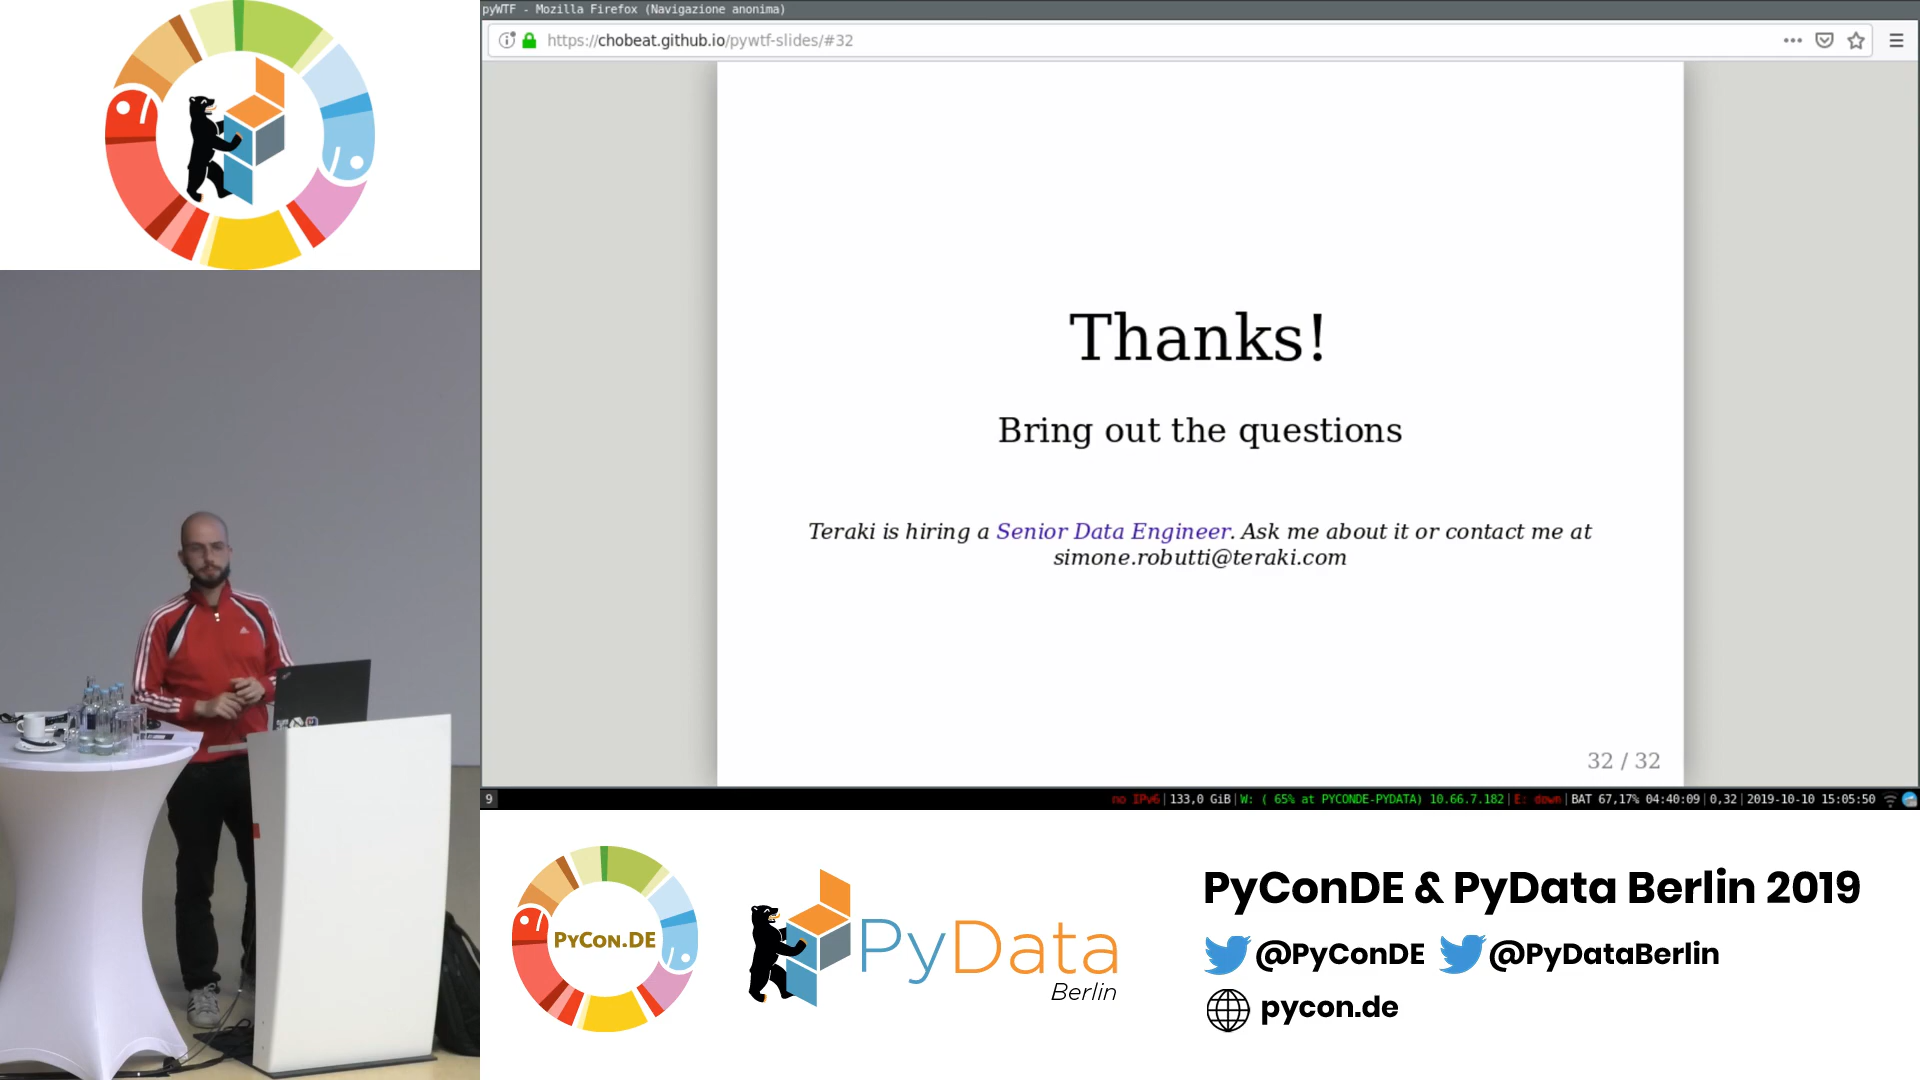 pyWTF - Mozilla Firefox (Navigazione anonima)
https://chobeat.github.io/pywtf-slides/#32
Thanks!
Bring out the questions
Teraki is hiring a Senior Data Engineer. Ask me about it or contact me at
simone.robutti@teraki.com
32 / 32
9
no IPv6|133,0 GiB|W: ( 65% at PYCONDE-PYDATA) 10.66.7.182|E: down|BAT 67,17% 04:40:09|0,32|2019-10-10 15:05:50
PyCon.DE
PyData
Berlin
PyConDE & PyData Berlin 2019
@PyConDE @PyDataBerlin
pycon.de